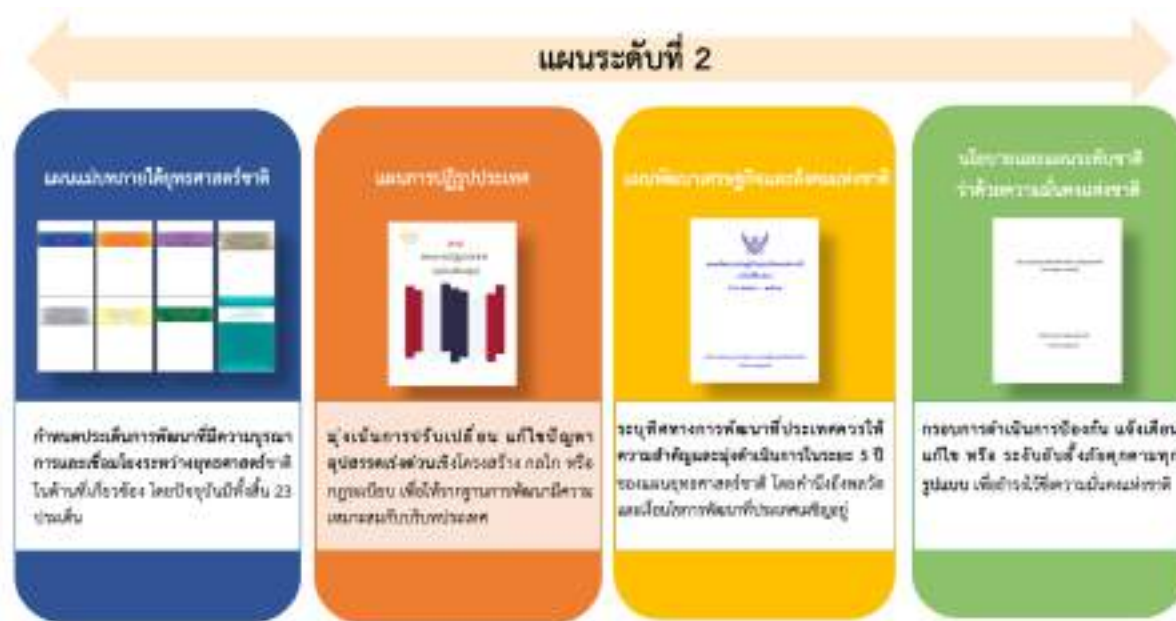 แผนระดับที่ 2
แผนแม่บทภายใต้ยุทธศาสตร์ชาติ
กำหนดประเด็นการพัฒนาที่มีความบูรณา
การและเชื่อมโยงระหว่างยุทธศาสตร์ชาติ
ในด้านที่เกี่ยวข้อง โดยปัจจุบันมีทั้งสิ้น 23
ประเด็น
แผนการปฏิรูปประเทศ
มุ่งเน้นการปรับเปลี่ยน แก้ไขปัญหา
อุปสรรคเร่งด่วนเชิงโครงสร้าง กลไก หรือ
กฎระเบียบ เพื่อให้รากฐานการพัฒนามีความ
เหมาะสมกับบริบทประเทศ
แผนพัฒนาเศรษฐกิจและสังคมแห่งชาติ
ระบุทิศทางการพัฒนาที่ประเทศควรให้
ความสำคัญและมุ่งดำเนินการในระยะ 5 ปี
ของแผนยุทธศาสตร์ชาติ โดยคำนึงถึงพลวัต
และเงื่อนไขการพัฒนาที่ประเทศเผชิญอยู่
นโยบายและแผนระดับชาติ
ว่าด้วยความมั่นคงแห่งชาติ
กรอบการดำเนินการป้องกัน แจ้งเตือน
แก้ไข หรือ ระงับยับยั้งภัยคุกคามทุก
รูปแบบ เพื่อธำรงไว้ซึ่งความมั่นคงแห่งชาติ